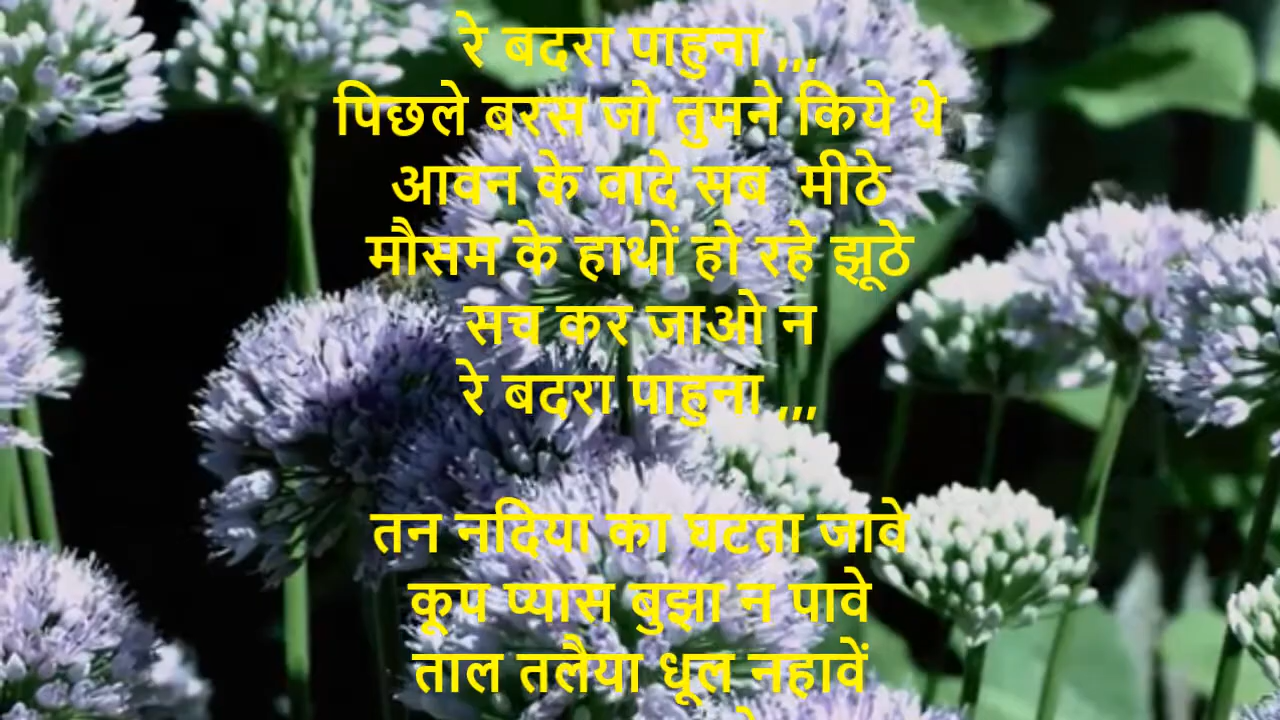 रे बदरा पाहुना ,,,
पिछले बरस जो तुमने किये थे
आवन के वादे सब  मीठे
मौसम के हाथों हो रहे झूठे
सच कर जाओ न
रे बदरा पाहुना ,,,
तन नदिया का घटता जावे
कूप प्यास बुझा न पावे
ताल तलैया धूल नहावें